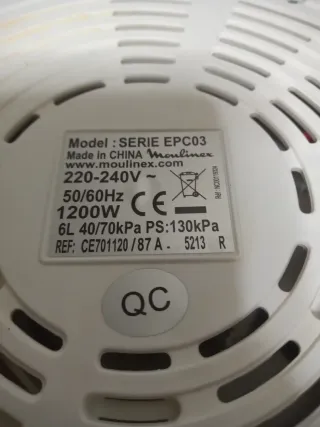 Model : SERIE EPC03
Made in CHINA Moulinex
www.moulinex.com
220-240V ~
50/60Hz
1200W CE
6L 40/70kPa PS:130kPa
REF: CE701120 / 87 A - 5213 R
QC